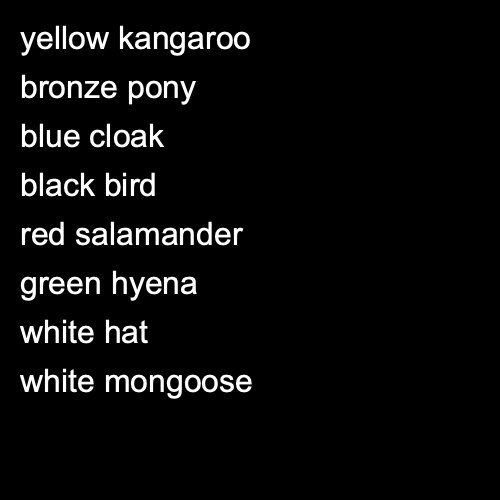 yellow kangaroo
bronze pony
blue cloak
black bird
red salamander
green hyena
white hat
white mongoose